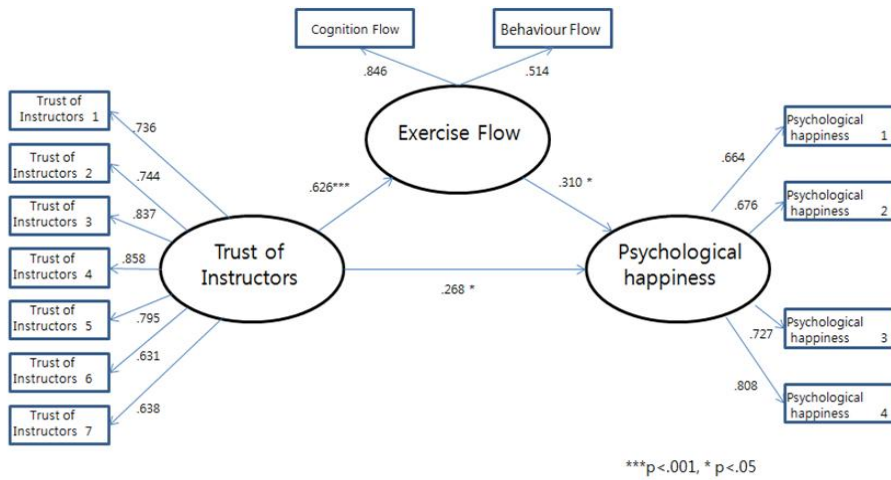 Cognition Flow
Behaviour Flow
.846
.514
Trust of
Instructors 1
Trust of
Instructors 2
Trust of
Instructors 3
Trust of
Instructors 4
Trust of
Instructors 5
Trust of
Instructors 6
Trust of
Instructors 7
.736
.744
.837
.858
.795
.631
.638
Trust of
Instructors
.626***
Exercise Flow
.310 *
.268 *
Psychological
happiness
.664
.676
.727
.808
Psychological
happiness 1
Psychological
happiness 2
Psychological
happiness 3
Psychological
happiness 4
***p<.001, * p<.05